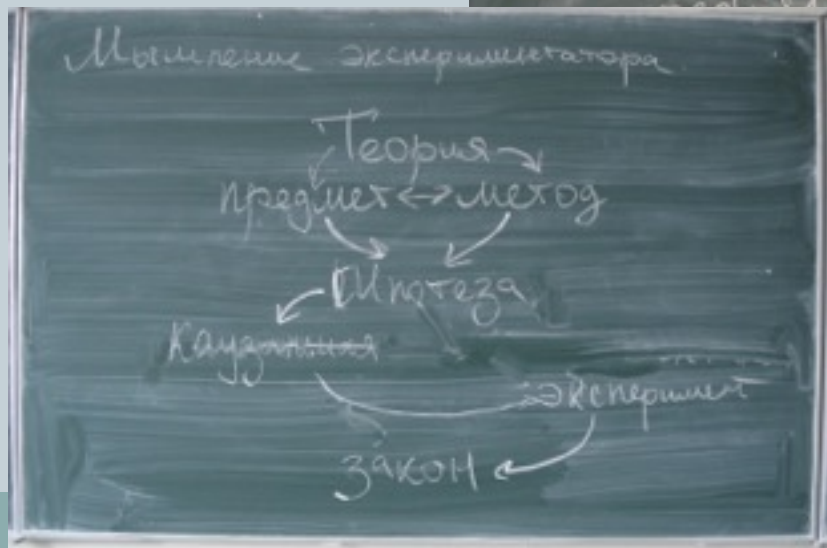 Мышление экспериментатора
Теория
предмет ↔ метод
Гипотеза
Каузальная
эксперимент
закон